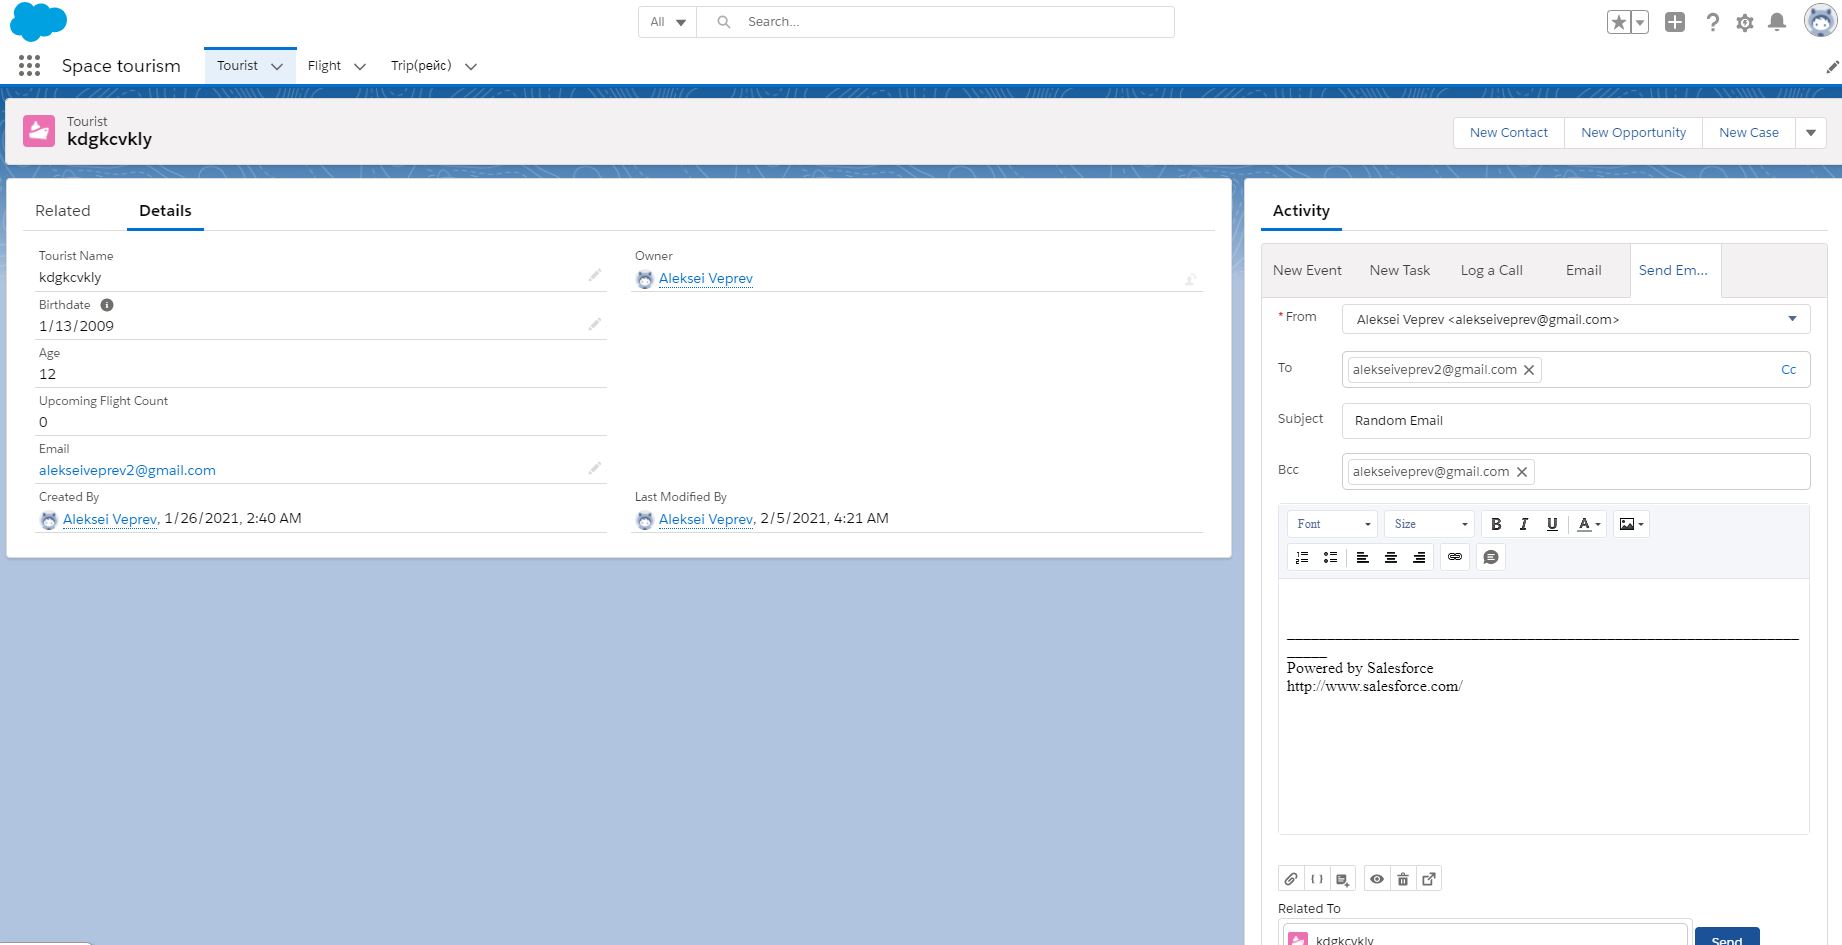 All
Search...
Space tourism
Tourist
Flight
Trip(рейс)
Tourist
kdgkcvkly
New Contact
New Opportunity
New Case
Related
Details
Tourist Name
kdgkcvkly
Owner
Aleksei Veprev
Birthdate
1/13/2009
Age
12
Upcoming Flight Count
0
Email
alekseiveprev2@gmail.com
Created By
Aleksei Veprev, 1/26/2021, 2:40 AM
Last Modified By
Aleksei Veprev, 2/5/2021, 4:21 AM
Activity
New Event
New Task
Log a Call
Email
Send Em...
*From
Aleksei Veprev <alekseiveprev@gmail.com>
To
alekseiveprev2@gmail.com
Cc
Subject
Random Email
Bcc
alekseiveprev@gmail.com
Font
Size
B I U A
Powered by Salesforce
http://www.salesforce.com/
Related To
kdgkcvkly
Send